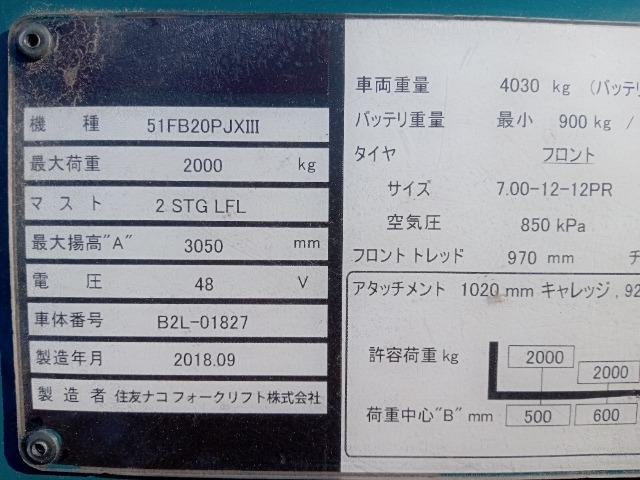 機 種 51FB20PJXIII
最大荷重 2000 kg
マスト 2 STG LFL
最大揚高"A" 3050 mm
電 圧 48 V
車体番号 B2L-01827
製造年月 2018.09
製造者 住友ナコ フォークリフト株式会社
車両重量 4030 kg (バッテリ
バッテリ重量 最小 900 kg /
タイヤ フロント
サイズ 7.00-12-12PR
空気圧 850 kPa
フロント トレッド 970 mm
アタッチメント 1020 mm キャレッジ , 92
許容荷重 kg 2000 2000
荷重中心"B" mm 500 600